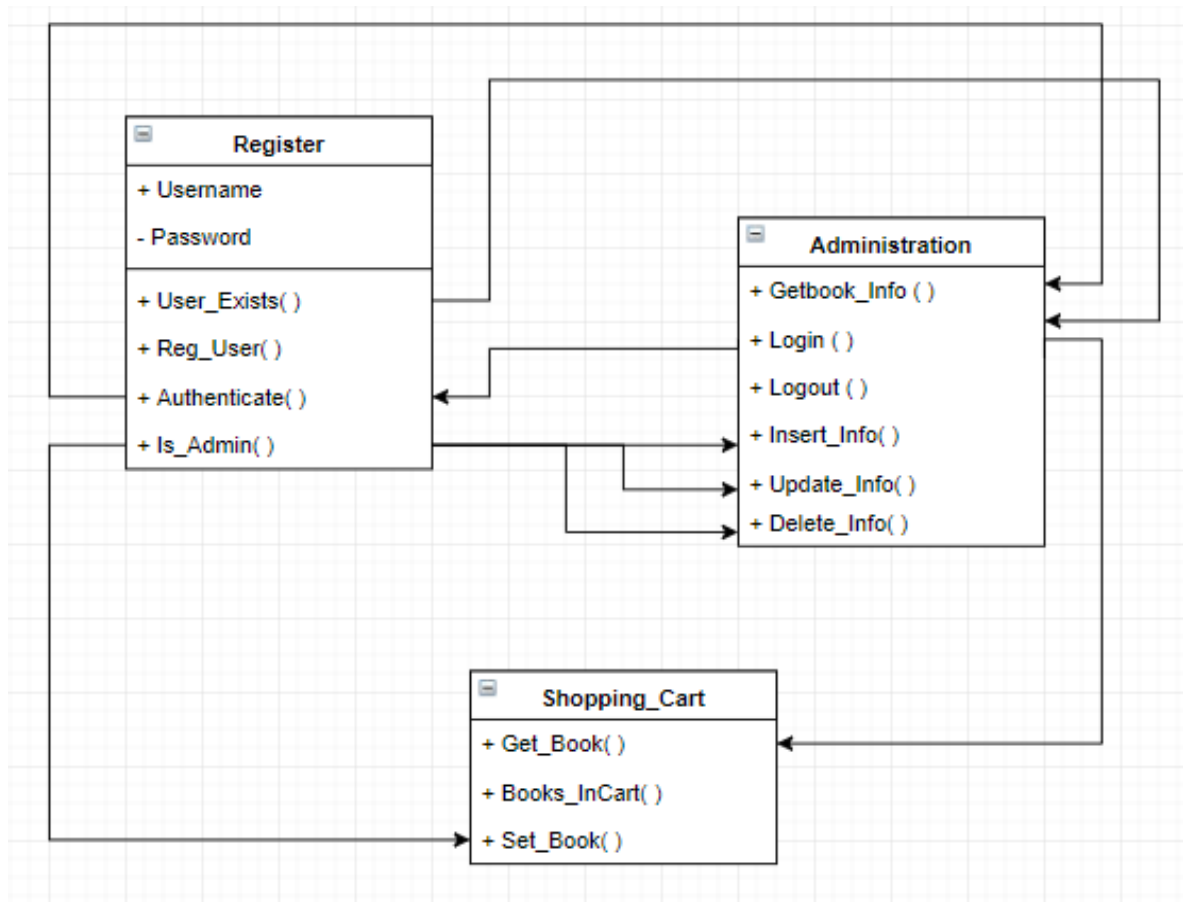 Register
+ Username
- Password
+ User_Exists( )
+ Reg_User( )
+ Authenticate( )
+ Is_Admin( )
Administration
+ Getbook_Info ( )
+ Login ( )
+ Logout ( )
+ Insert_Info( )
+ Update_Info( )
+ Delete_Info( )
Shopping_Cart
+ Get_Book( )
+ Books_InCart( )
+ Set_Book( )